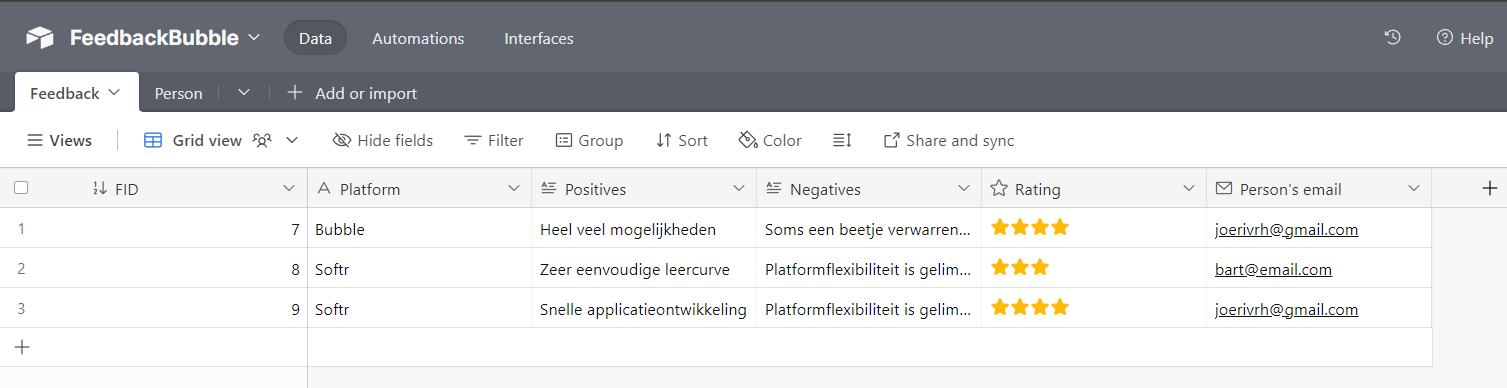 FeedbackBubble Data Automations Interfaces Help
Feedback Person Add or import
Views Grid view Hide fields Filter Group Sort Color Share and sync
FID Platform Positives Negatives Rating Person's email
1 7 Bubble Heel veel mogelijkheden Soms een beetje verwarren... joerivrh@gmail.com
2 8 Softr Zeer eenvoudige leercurve Platformflexibiliteit is gelim... bart@email.com
3 9 Softr Snelle applicatieontwikkeling Platformflexibiliteit is gelim... joerivrh@gmail.com